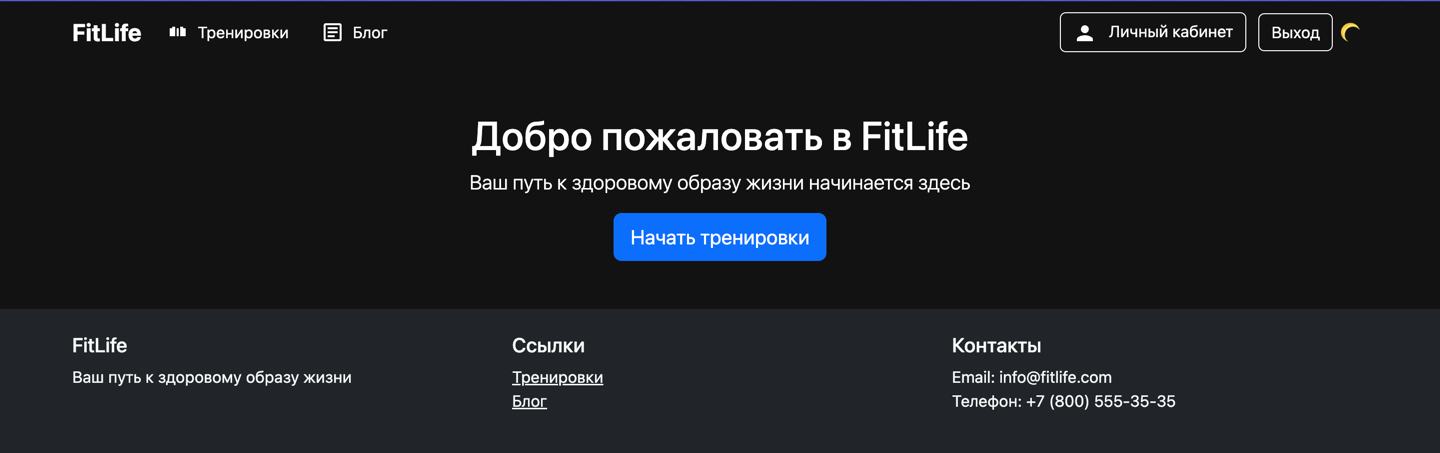 FitLife Тренировки Блог Личный кабинет Выход
Добро пожаловать в FitLife
Ваш путь к здоровому образу жизни начинается здесь
Начать тренировки
FitLife
Ваш путь к здоровому образу жизни
Ссылки
Тренировки
Блог
Контакты
Email: info@fitlife.com
Телефон: +7 (800) 555-35-35